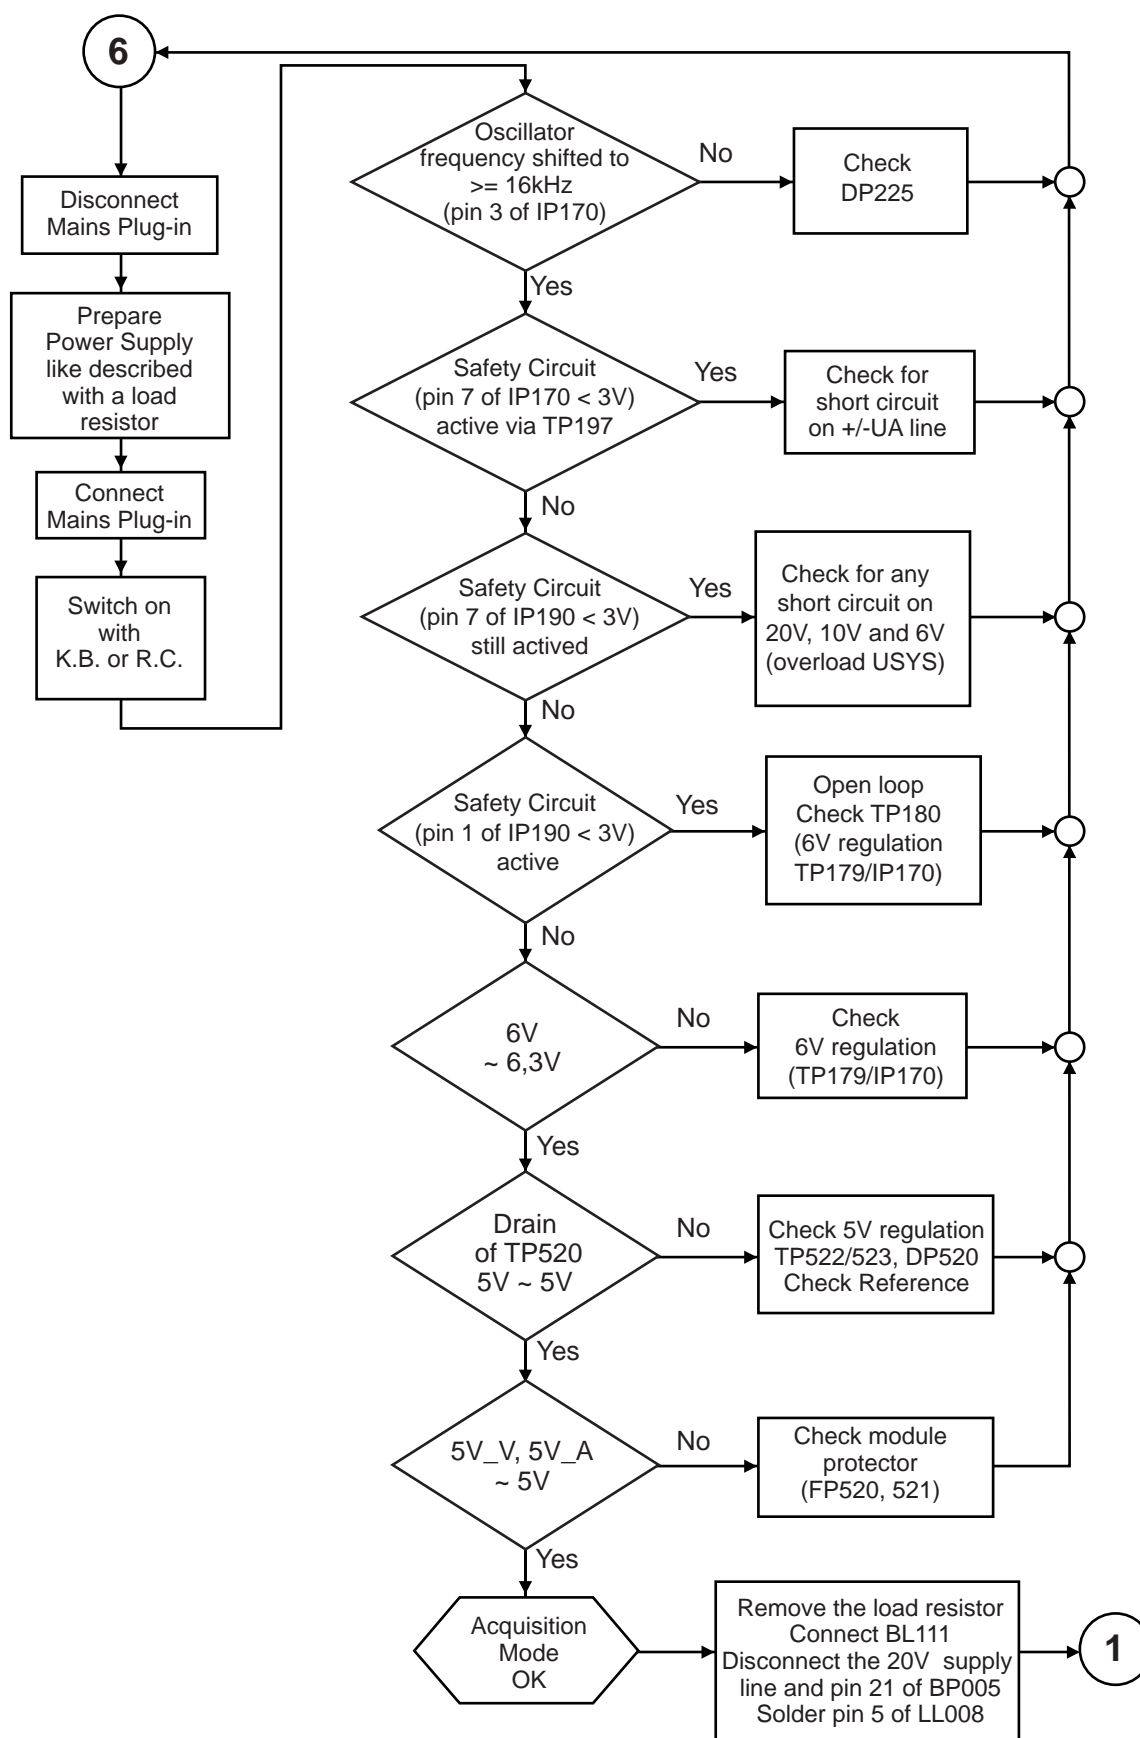 6
Disconnect
Mains Plug-in
Prepare
Power Supply
like described
with a load
resistor
Connect
Mains Plug-in
Switch on
with
K.B. or R.C.
Oscillator
frequency shifted to
>= 16kHz
(pin 3 of IP170)
No
Check
DP225
Yes
Safety Circuit
(pin 7 of IP170 < 3V)
active via TP197
Yes
Check for
short circuit
on +/-UA line
No
Safety Circuit
(pin 7 of IP190 < 3V)
still actived
Yes
Check for any
short circuit on
20V, 10V and 6V
(overload USYS)
No
Safety Circuit
(pin 1 of IP190 < 3V)
active
Yes
Open loop
Check TP180
(6V regulation
TP179/IP170)
No
6V
~ 6,3V
No
Check
6V regulation
(TP179/IP170)
Yes
Drain
of TP520
5V ~ 5V
No
Check 5V regulation
TP522/523, DP520
Check Reference
Yes
5V_V, 5V_A
~ 5V
No
Check module
protector
(FP520, 521)
Yes
Acquisition
Mode
OK
Remove the load resistor
Connect BL111
Disconnect the 20V supply
line and pin 21 of BP005
Solder pin 5 of LL008
1